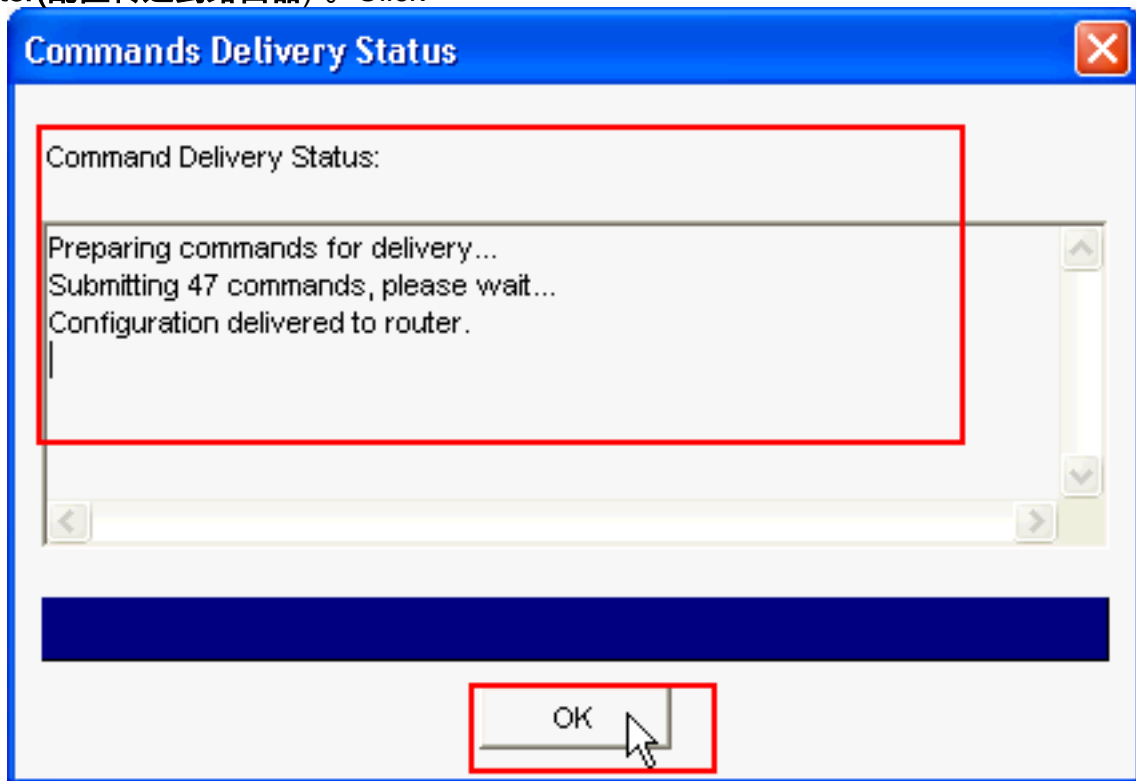 Commands Delivery Status
Command Delivery Status:
Preparing commands for delivery...
Submitting 47 commands, please wait...
Configuration delivered to router.
OK